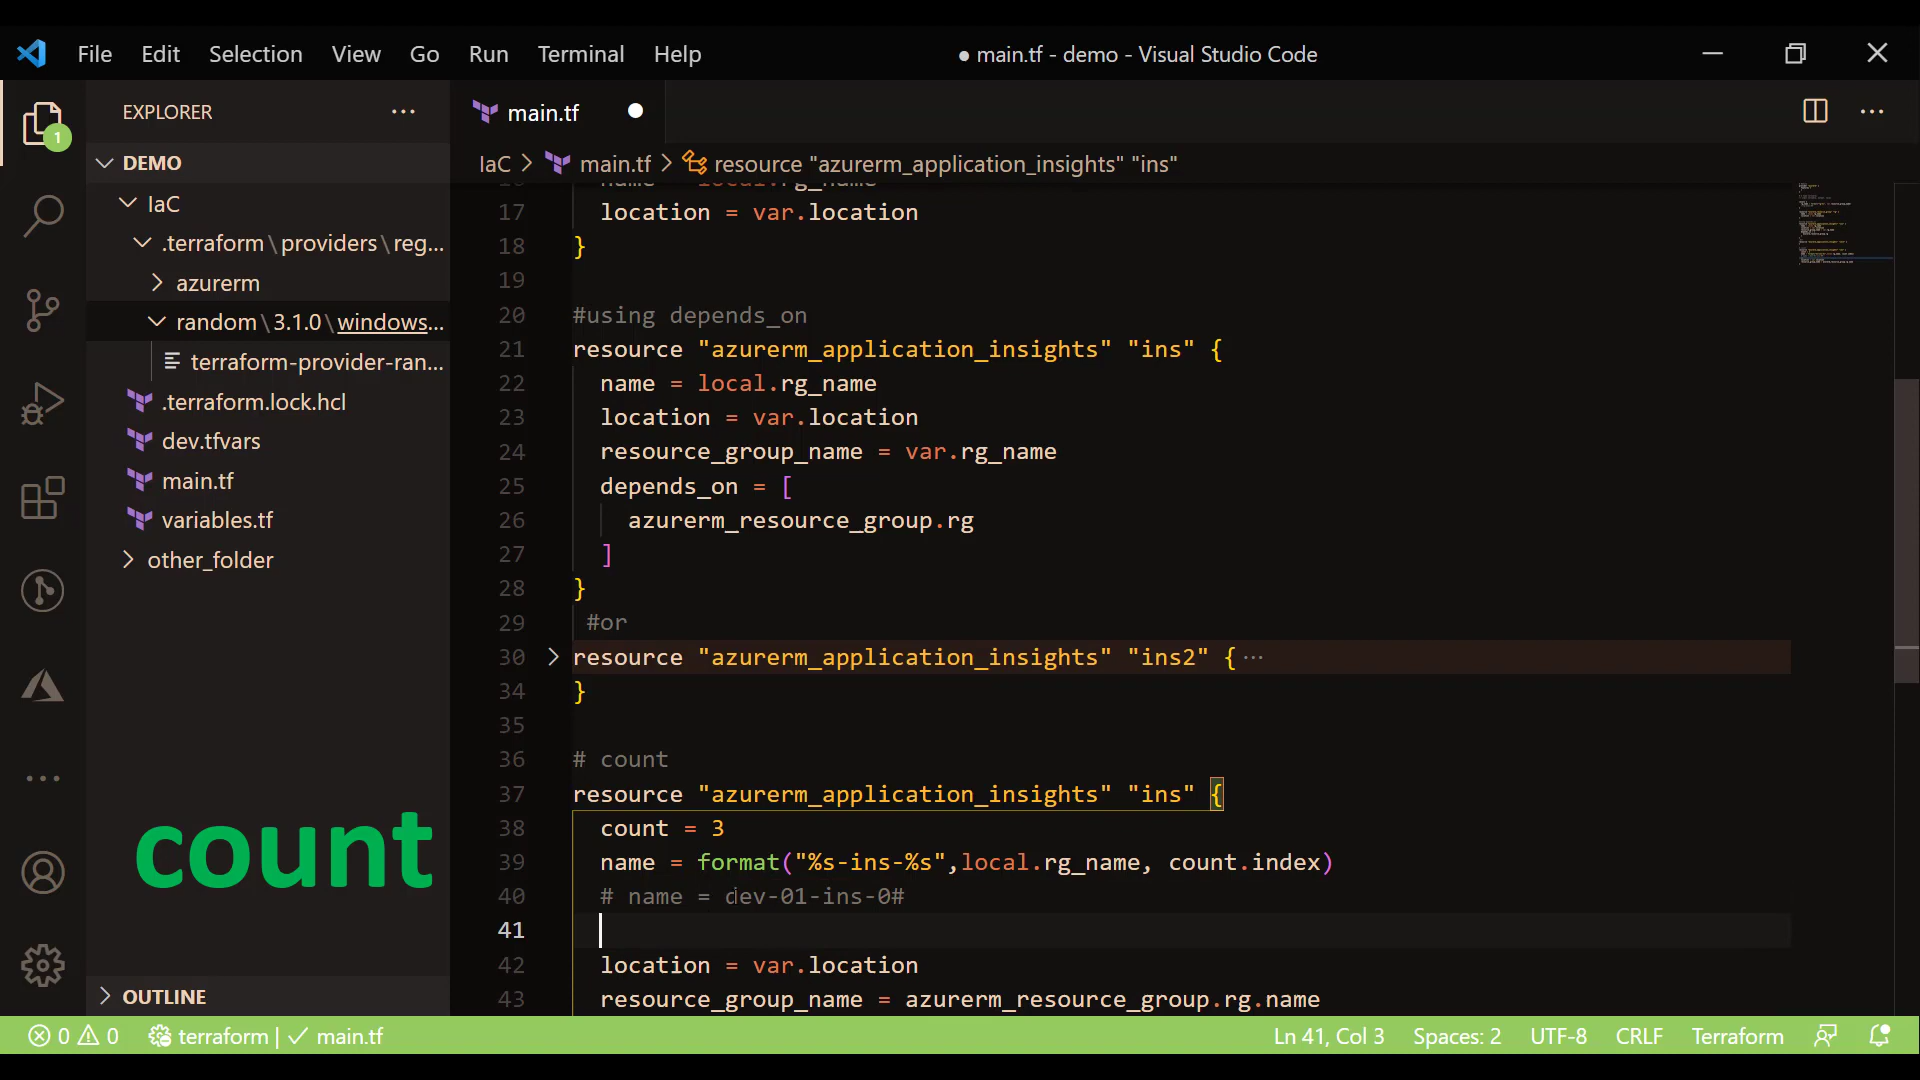 File Edit Selection View Go Run Terminal Help
● main.tf - demo - Visual Studio Code
EXPLORER
main.tf
1
DEMO
IaC > main.tf > resource "azurerm_application_insights" "ins"
IaC
.terraform\providers\reg...
azurerm
random\3.1.0\windows...
terraform-provider-ran...
.terraform.lock.hcl
dev.tfvars
main.tf
variables.tf
other_folder
count
OUTLINE
16 name = local.rg_name
17 location = var.location
18 }
19
20 #using depends_on
21 resource "azurerm_application_insights" "ins" {
22 name = local.rg_name
23 location = var.location
24 resource_group_name = var.rg_name
25 depends_on = [
26 azurerm_resource_group.rg
27 ]
28 }
29 #or
30 resource "azurerm_application_insights" "ins2" {···
34 }
35
36 # count
37 resource "azurerm_application_insights" "ins" {
38 count = 3
39 name = format("%s-ins-%s",local.rg_name, count.index)
40 # name = dev-01-ins-0#
41
42 location = var.location
43 resource_group_name = azurerm_resource_group.rg.name
0 0 terraform | ✓ main.tf
Ln 41, Col 3 Spaces: 2 UTF-8 CRLF Terraform